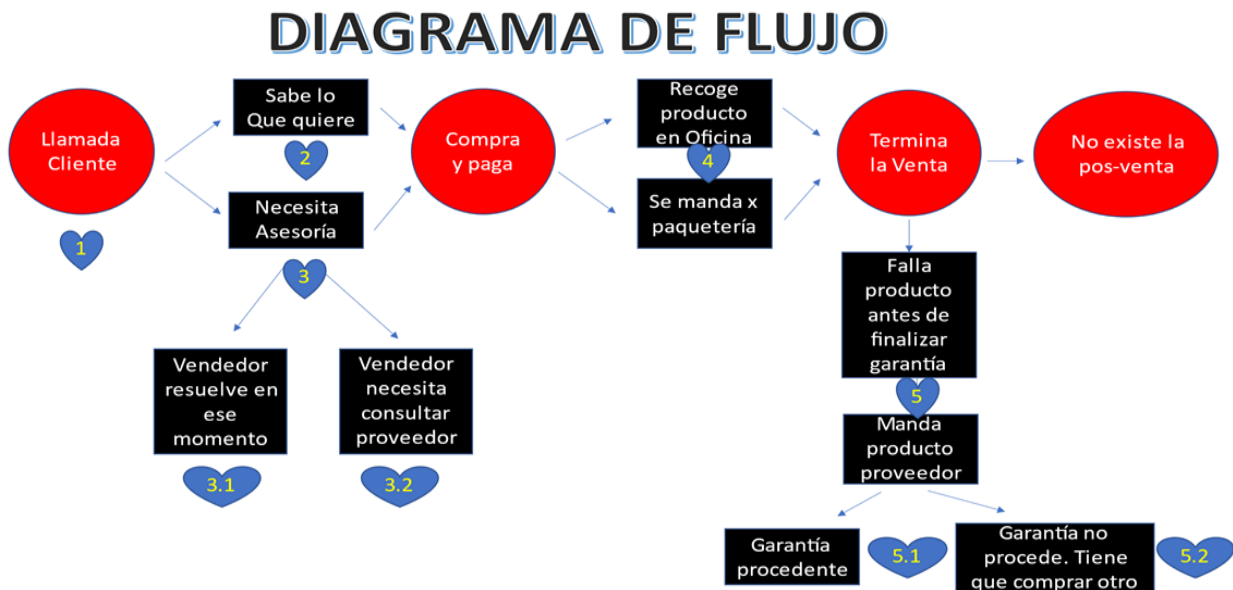 DIAGRAMA DE FLUJO
Llamada
Cliente
1
Sabe lo
Que quiere
2
Necesita
Asesoría
3
Vendedor
resuelve en
ese
momento
3.1
Vendedor
necesita
consultar
proveedor
3.2
Compra
y paga
Recoge
producto
en Oficina
4
Se manda x
paquetería
Termina
la Venta
No existe la
pos-venta
Falla
producto
antes de
finalizar
garantía
5
Manda
producto
proveedor
Garantía
procedente
5.1
Garantía no
procede. Tiene
que comprar otro
5.2